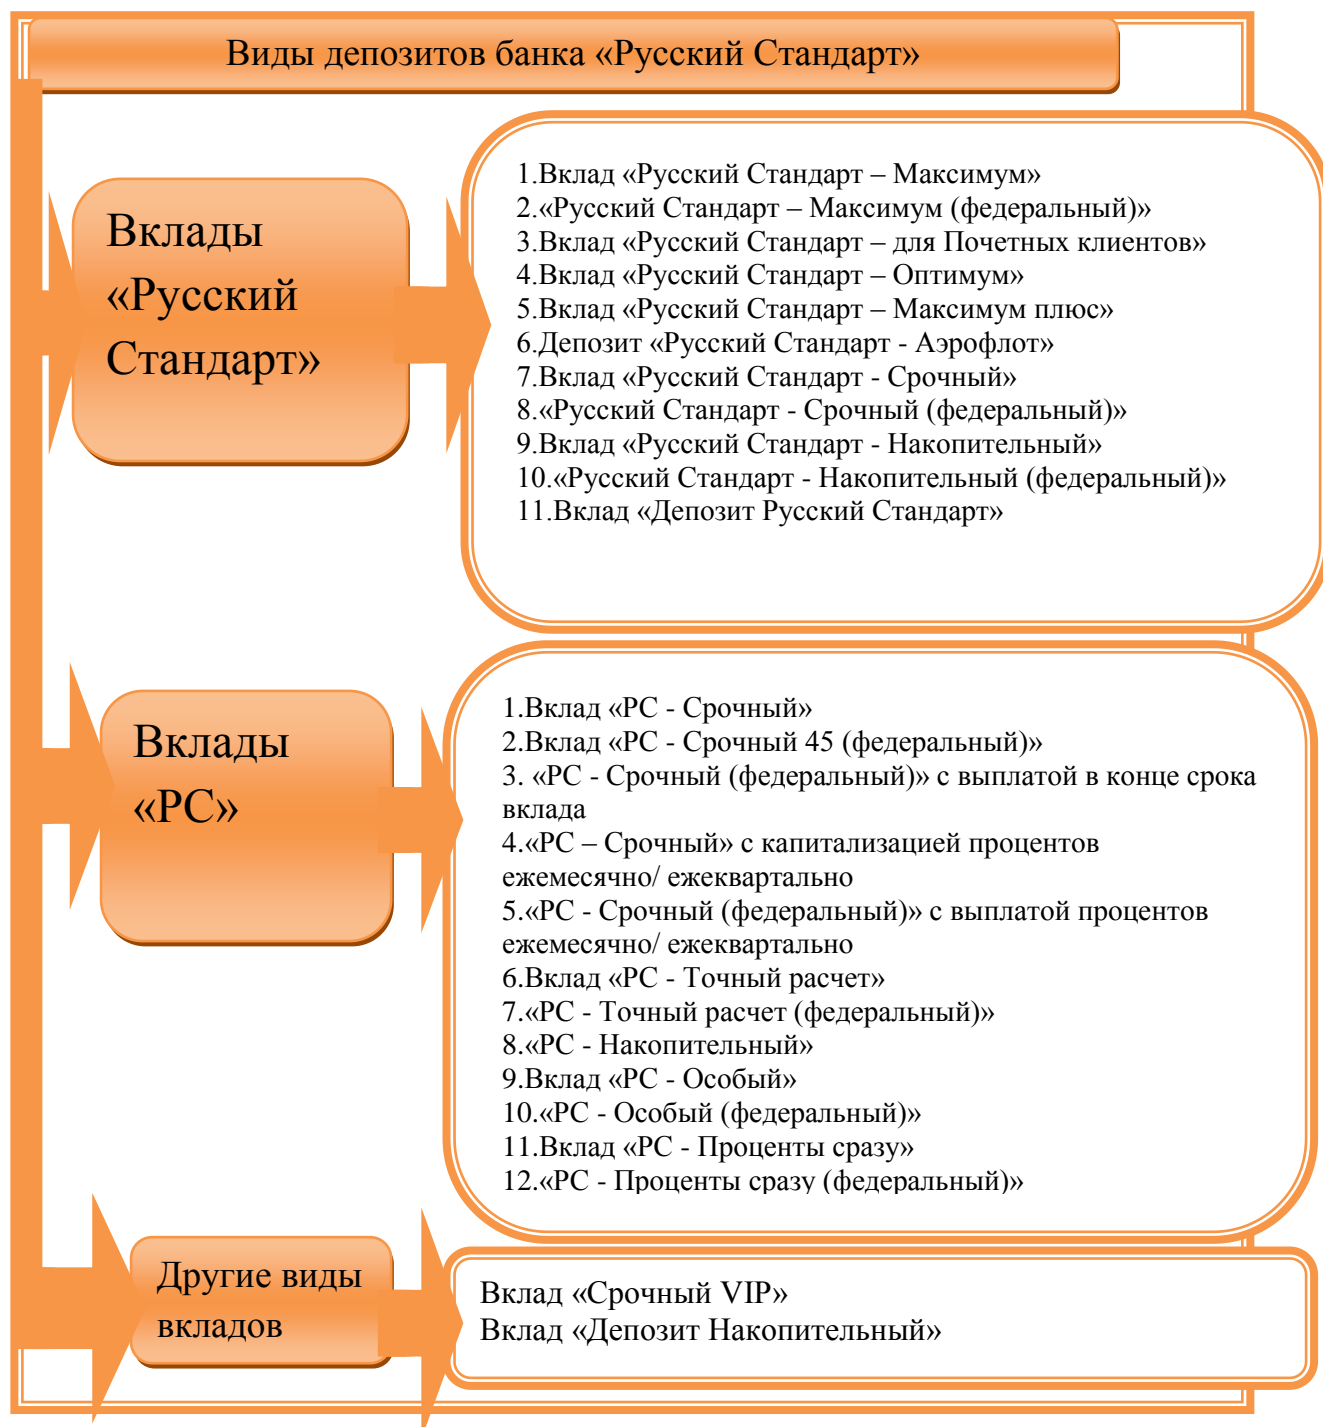 Виды депозитов банка «Русский Стандарт»
Вклады
«Русский
Стандарт»
1.Вклад «Русский Стандарт – Максимум»
2.«Русский Стандарт – Максимум (федеральный)»
3.Вклад «Русский Стандарт – для Почетных клиентов»
4.Вклад «Русский Стандарт – Оптимум»
5.Вклад «Русский Стандарт – Максимум плюс»
6.Депозит «Русский Стандарт - Аэрофлот»
7.Вклад «Русский Стандарт - Срочный»
8.«Русский Стандарт - Срочный (федеральный)»
9.Вклад «Русский Стандарт - Накопительный»
10.«Русский Стандарт - Накопительный (федеральный)»
11.Вклад «Депозит Русский Стандарт»
Вклады
«РС»
1.Вклад «РС - Срочный»
2.Вклад «РС - Срочный 45 (федеральный)»
3. «РС - Срочный (федеральный)» с выплатой в конце срока
вклада
4.«РС – Срочный» с капитализацией процентов
ежемесячно/ ежеквартально
5.«РС - Срочный (федеральный)» с выплатой процентов
ежемесячно/ ежеквартально
6.Вклад «РС - Точный расчет»
7.«РС - Точный расчет (федеральный)»
8.«РС - Накопительный»
9.Вклад «РС - Особый»
10.«РС - Особый (федеральный)»
11.Вклад «РС - Проценты сразу»
12.«РС - Проценты сразу (федеральный)»
Другие виды
вкладов
Вклад «Срочный VIP»
Вклад «Депозит Накопительный»